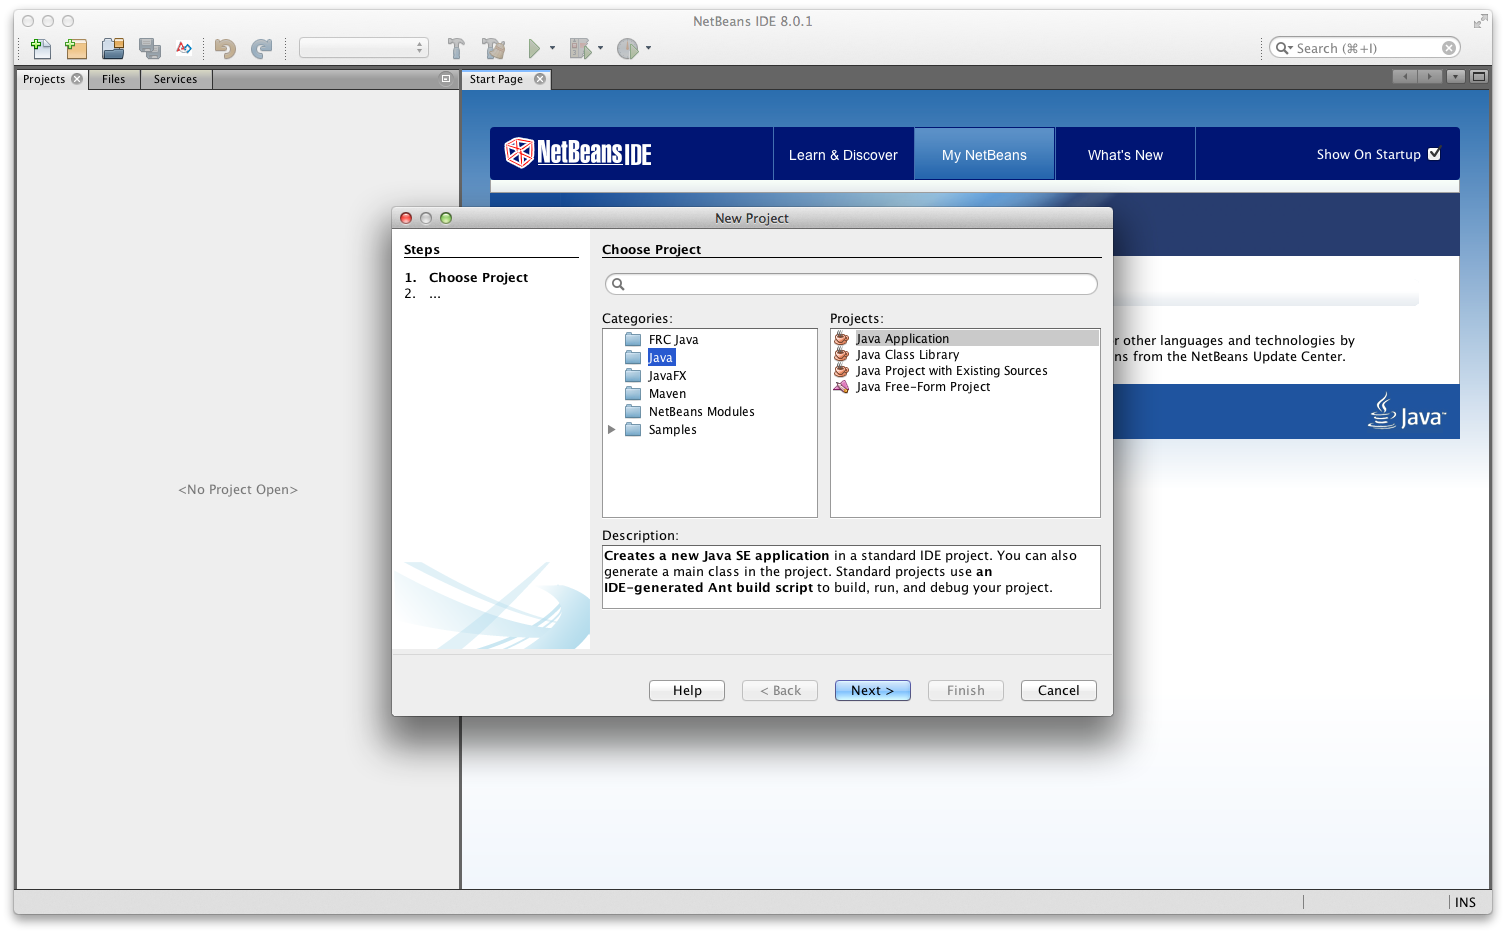 NetBeans IDE 8.0.1
Search (⌘+I)
Projects
Files
Services
Start Page
NetBeans IDE
Learn & Discover
My NetBeans
What's New
Show On Startup
New Project
Steps
1. Choose Project
2. ...
Choose Project
Categories:
FRC Java
Java
JavaFX
Maven
NetBeans Modules
Samples
Projects:
Java Application
Java Class Library
Java Project with Existing Sources
Java Free-Form Project
Description:
Creates a new Java SE application in a standard IDE project. You can also
generate a main class in the project. Standard projects use an
IDE-generated Ant build script to build, run, and debug your project.
Help
< Back
Next >
Finish
Cancel
r other languages and technologies by
ns from the NetBeans Update Center.
Java™
<No Project Open>
INS